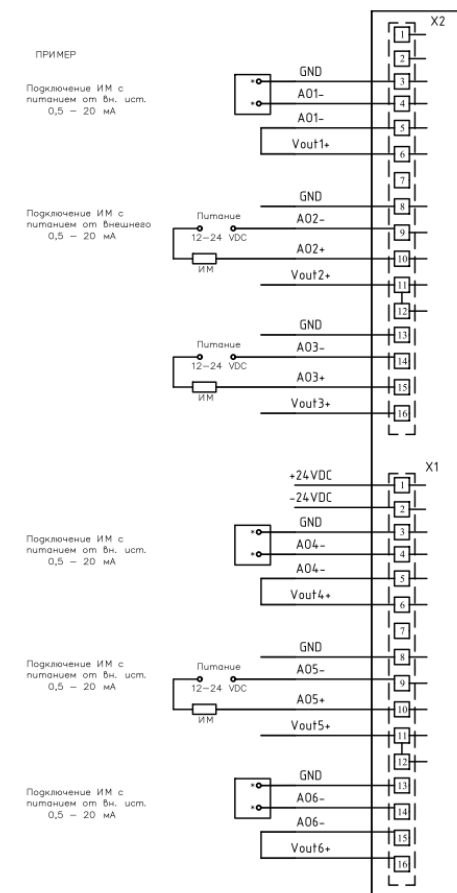 X2
ПРИМЕР
1
2
Подключение ИМ с
питанием от вн. ист.
0,5 – 20 мА
GND
3
AO1-
4
AO1-
5
Vout1+
6
7
Подключение ИМ с
питанием от внешнего
0,5 – 20 мА
GND
8
Питание
AO2-
9
12–24 VDC
AO2+
10
ИМ
Vout2+
11
12
GND
13
Питание
AO3-
14
12–24 VDC
AO3+
15
ИМ
Vout3+
16
X1
+24VDC
1
-24VDC
2
Подключение ИМ с
питанием от вн. ист.
0,5 – 20 мА
GND
3
AO4-
4
AO4-
5
Vout4+
6
7
Подключение ИМ с
питанием от вн. ист.
0,5 – 20 мА
GND
8
Питание
AO5-
9
12–24 VDC
AO5+
10
ИМ
Vout5+
11
12
Подключение ИМ с
питанием от вн. ист.
0,5 – 20 мА
GND
13
AO6-
14
AO6-
15
Vout6+
16